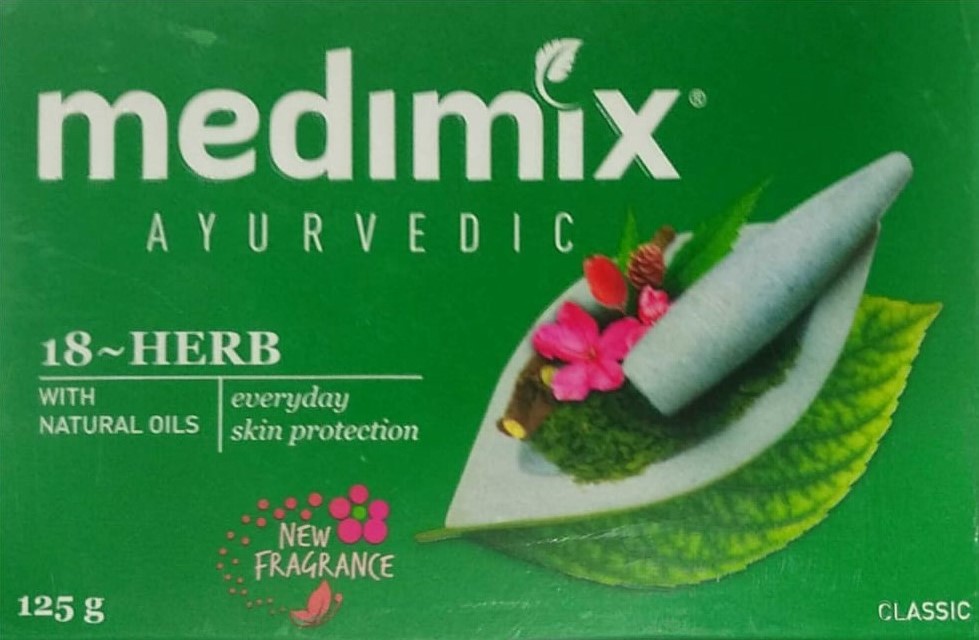 medimix®
AYURVEDIC
18~HERB
WITH
NATURAL OILS
everyday
skin protection
NEW
FRAGRANCE
125 g
CLASSIC